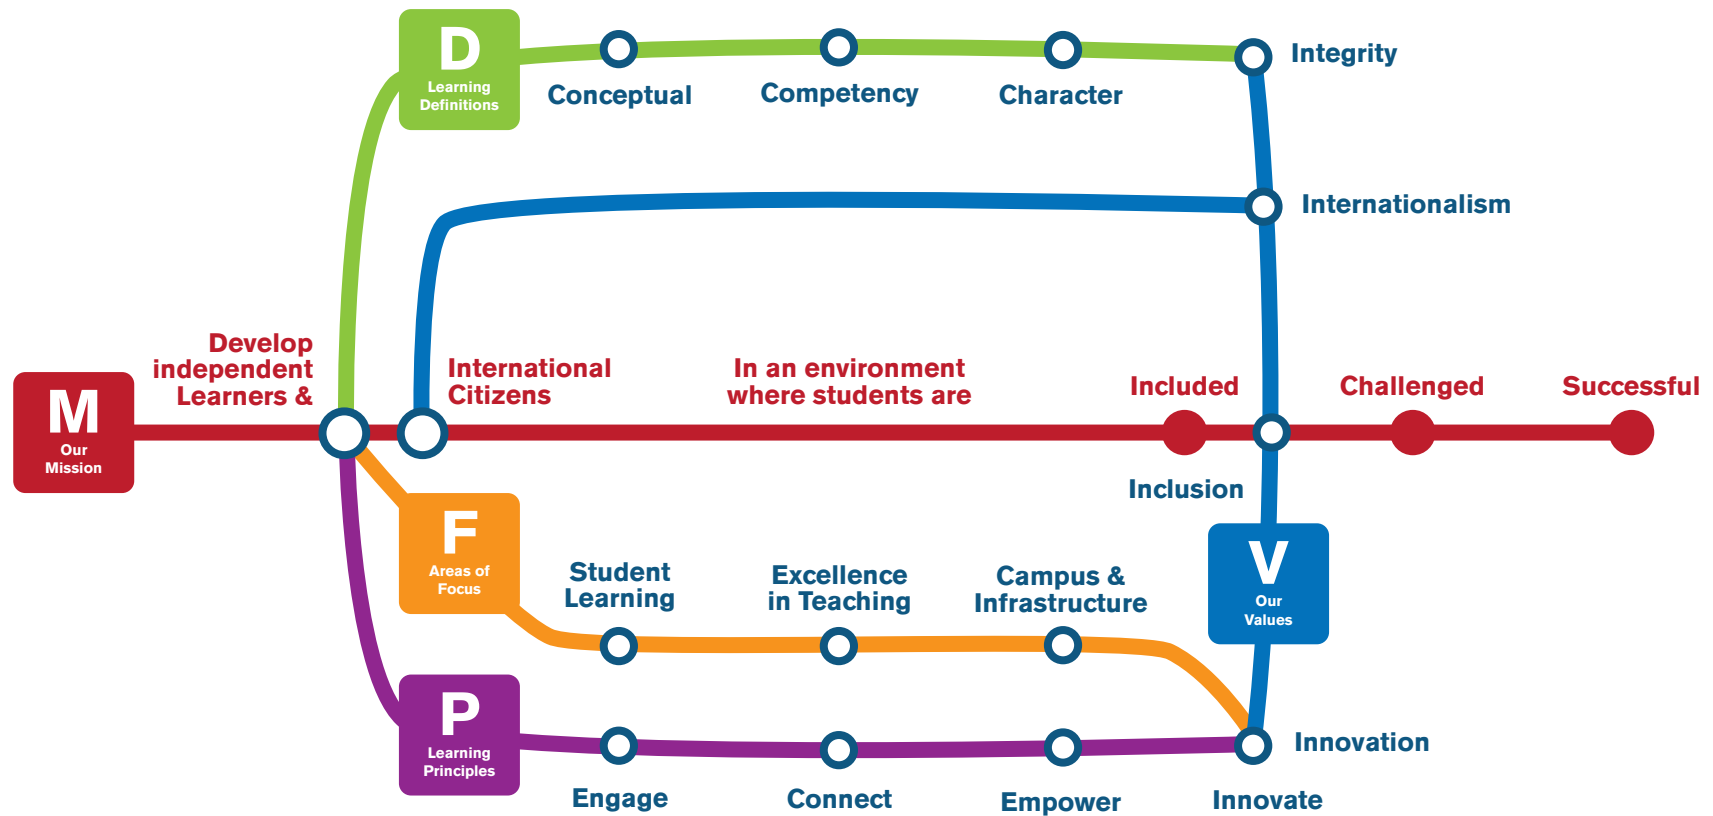 D
Learning
Definitions
Conceptual
Competency
Character
Integrity
Internationalism
M
Our
Mission
Develop
independent
Learners &
International
Citizens
In an environment
where students are
Included
Challenged
Successful
Inclusion
F
Areas of
Focus
Student
Learning
Excellence
in Teaching
Campus &
Infrastructure
V
Our
Values
P
Learning
Principles
Engage
Connect
Empower
Innovation
Innovate